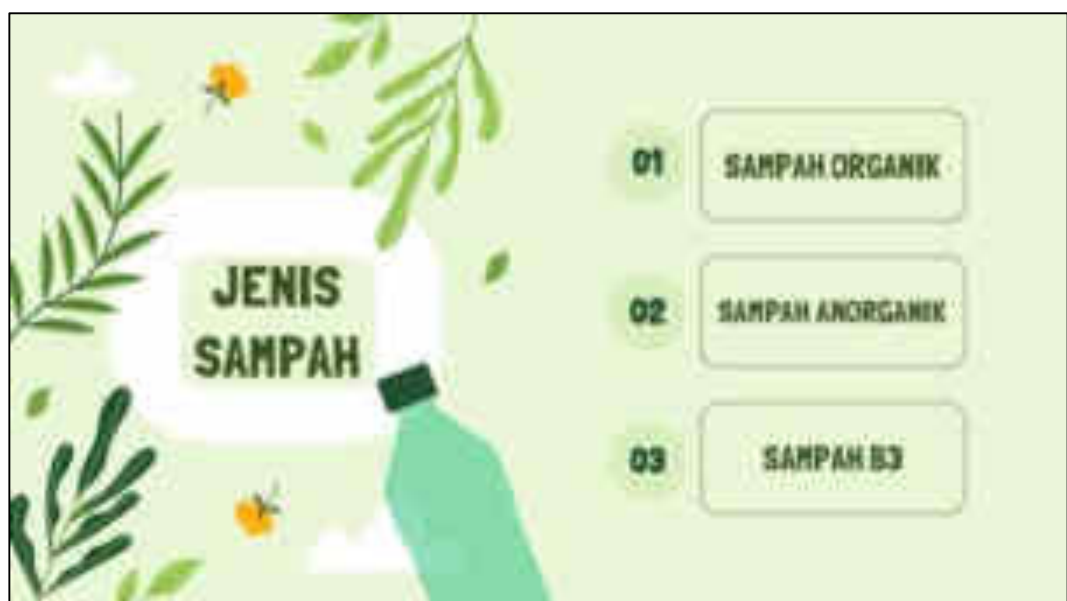 JENIS
SAMPAH
01
SAMPAH ORGANIK
02
SAMPAH ANORGANIK
03
SAMPAH B3